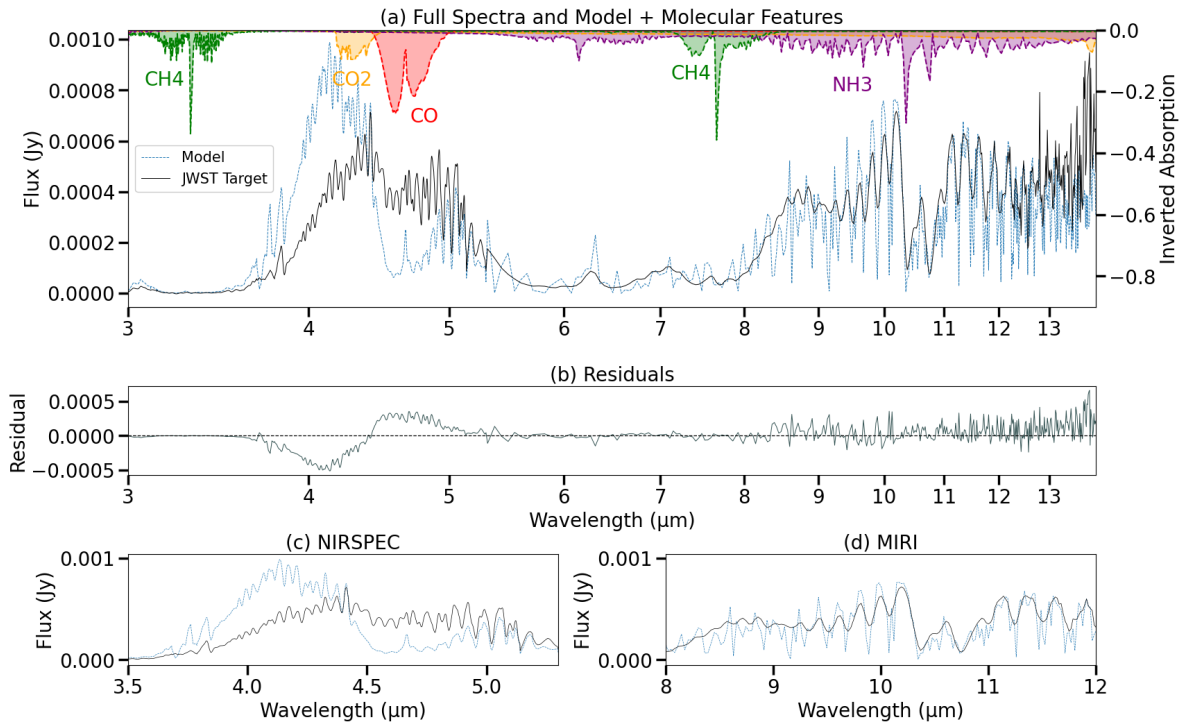 (a) Full Spectra and Model + Molecular Features
0.0010
0.0008
0.0006
0.0004
0.0002
0.0000
Flux (Jy)
CH4
CO2
CO
CH4
NH3
Model
JWST Target
0.0
−0.2
−0.4
−0.6
−0.8
Inverted Absorption
3 4 5 6 7 8 9 10 11 12 13
(b) Residuals
0.0005
0.0000
−0.0005
Residual
3 4 5 6 7 8 9 10 11 12 13
Wavelength (μm)
(c) NIRSPEC
0.001
0.000
Flux (Jy)
3.5 4.0 4.5 5.0
Wavelength (μm)
(d) MIRI
0.001
0.000
Flux (Jy)
8 9 10 11 12
Wavelength (μm)